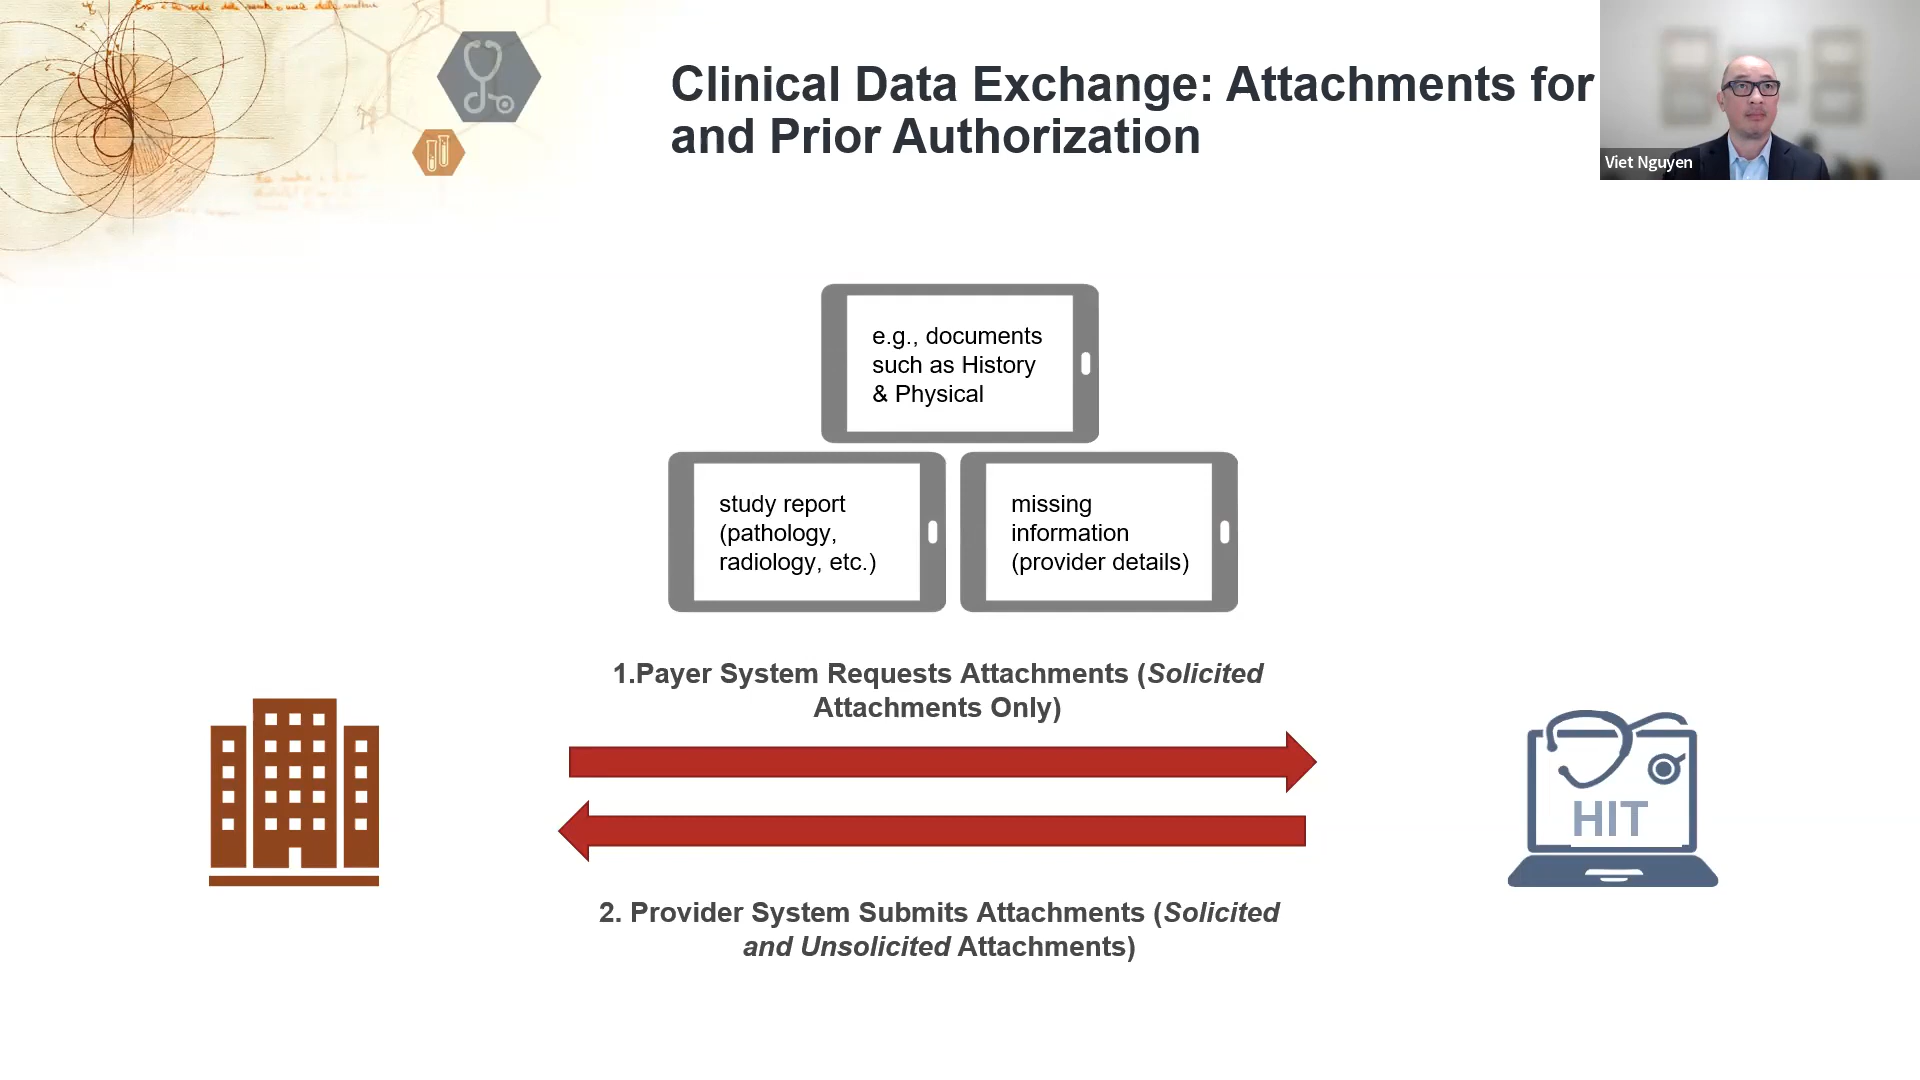 Clinical Data Exchange: Attachments for
and Prior Authorization
Viet Nguyen
e.g., documents
such as History
& Physical
study report
(pathology,
radiology, etc.)
missing
information
(provider details)
1.Payer System Requests Attachments (Solicited
Attachments Only)
HIT
2. Provider System Submits Attachments (Solicited
and Unsolicited Attachments)